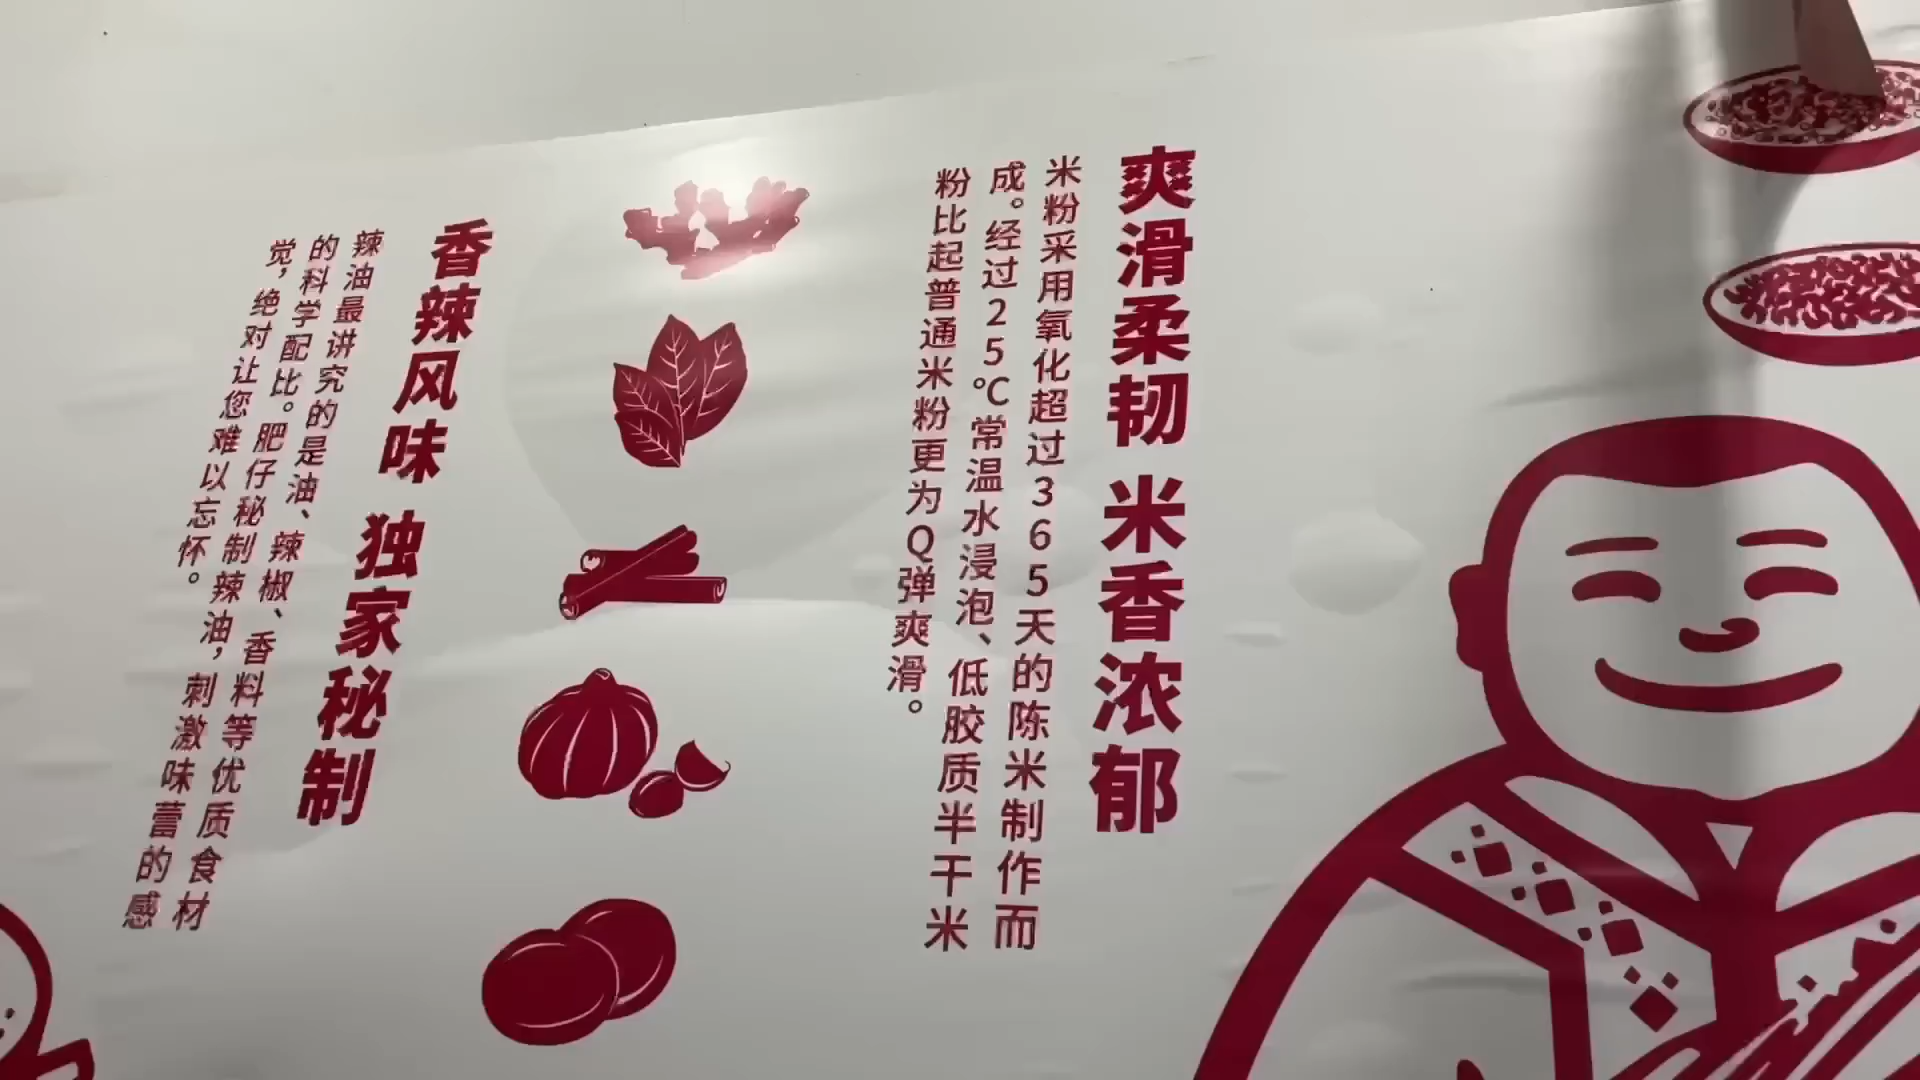 爽滑柔韧 米香浓郁
米粉采用氧化超过365天的陈米制作而
成。经过25℃常温水浸泡、低胶质半干米
粉比起普通米粉更为Q弹爽滑。
香辣风味 独家秘制
辣油最讲究的是油、辣椒、香料等优质食材
的科学配比。肥仔秘制辣油，刺激味蕾的感
觉，绝对让您难以忘怀。